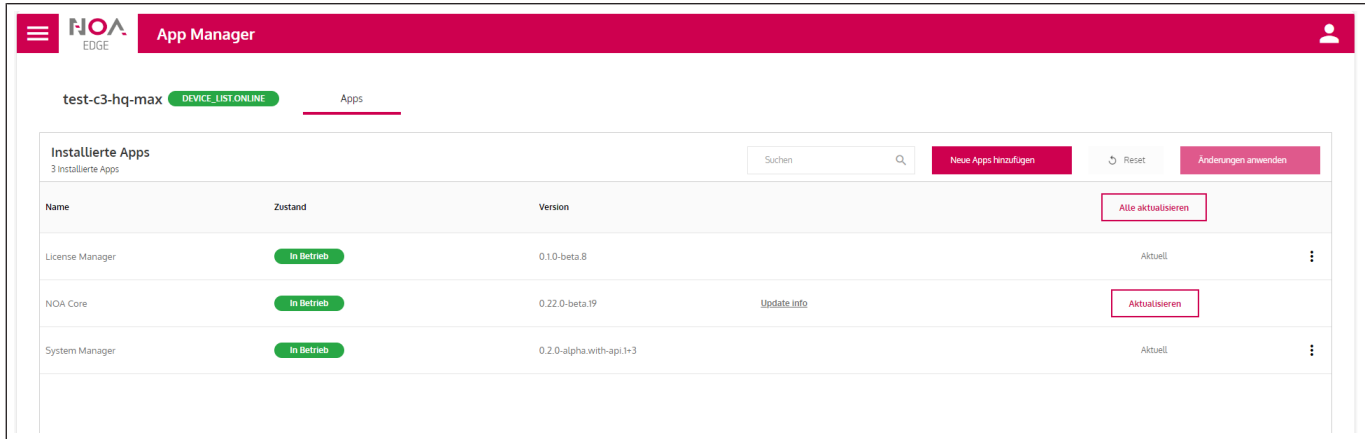 NOA
EDGE
App Manager
test-c3-hq-max DEVICE_LIST.ONLINE Apps
Installierte Apps
3 Installierte Apps
Suchen Neue Apps hinzufügen Reset Änderungen anwenden
Name Zustand Version Alle aktualisieren
License Manager In Betrieb 0.1.0-beta.8 Aktuell
NOA Core In Betrieb 0.22.0-beta.19 Update info Aktualisieren
System Manager In Betrieb 0.2.0-alpha.with-api.1+3 Aktuell